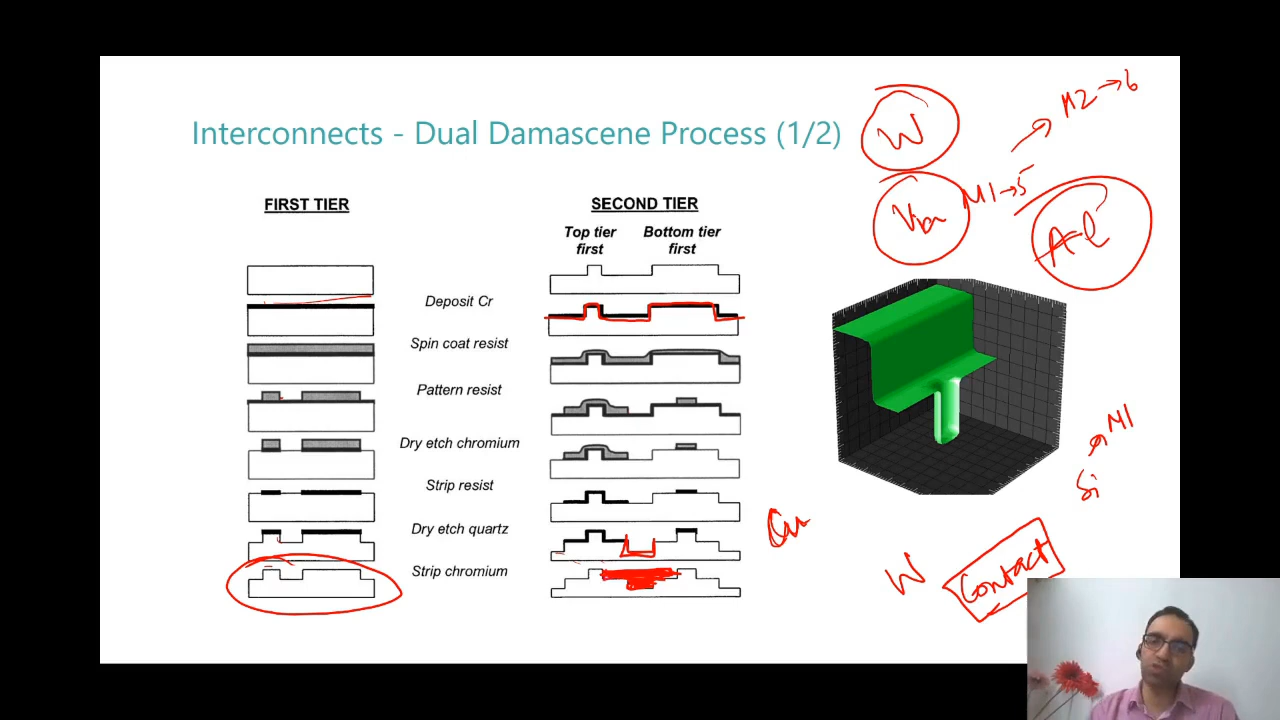 Interconnects - Dual Damascene Process (1/2)
W
M2 → 6
Via
M1 → 5
Al
FIRST TIER
SECOND TIER
Top tier first
Bottom tier first
Deposit Cr
Spin coat resist
Pattern resist
Dry etch chromium
Strip resist
Dry etch quartz
Strip chromium
Cu
M1
Si
W
Contact